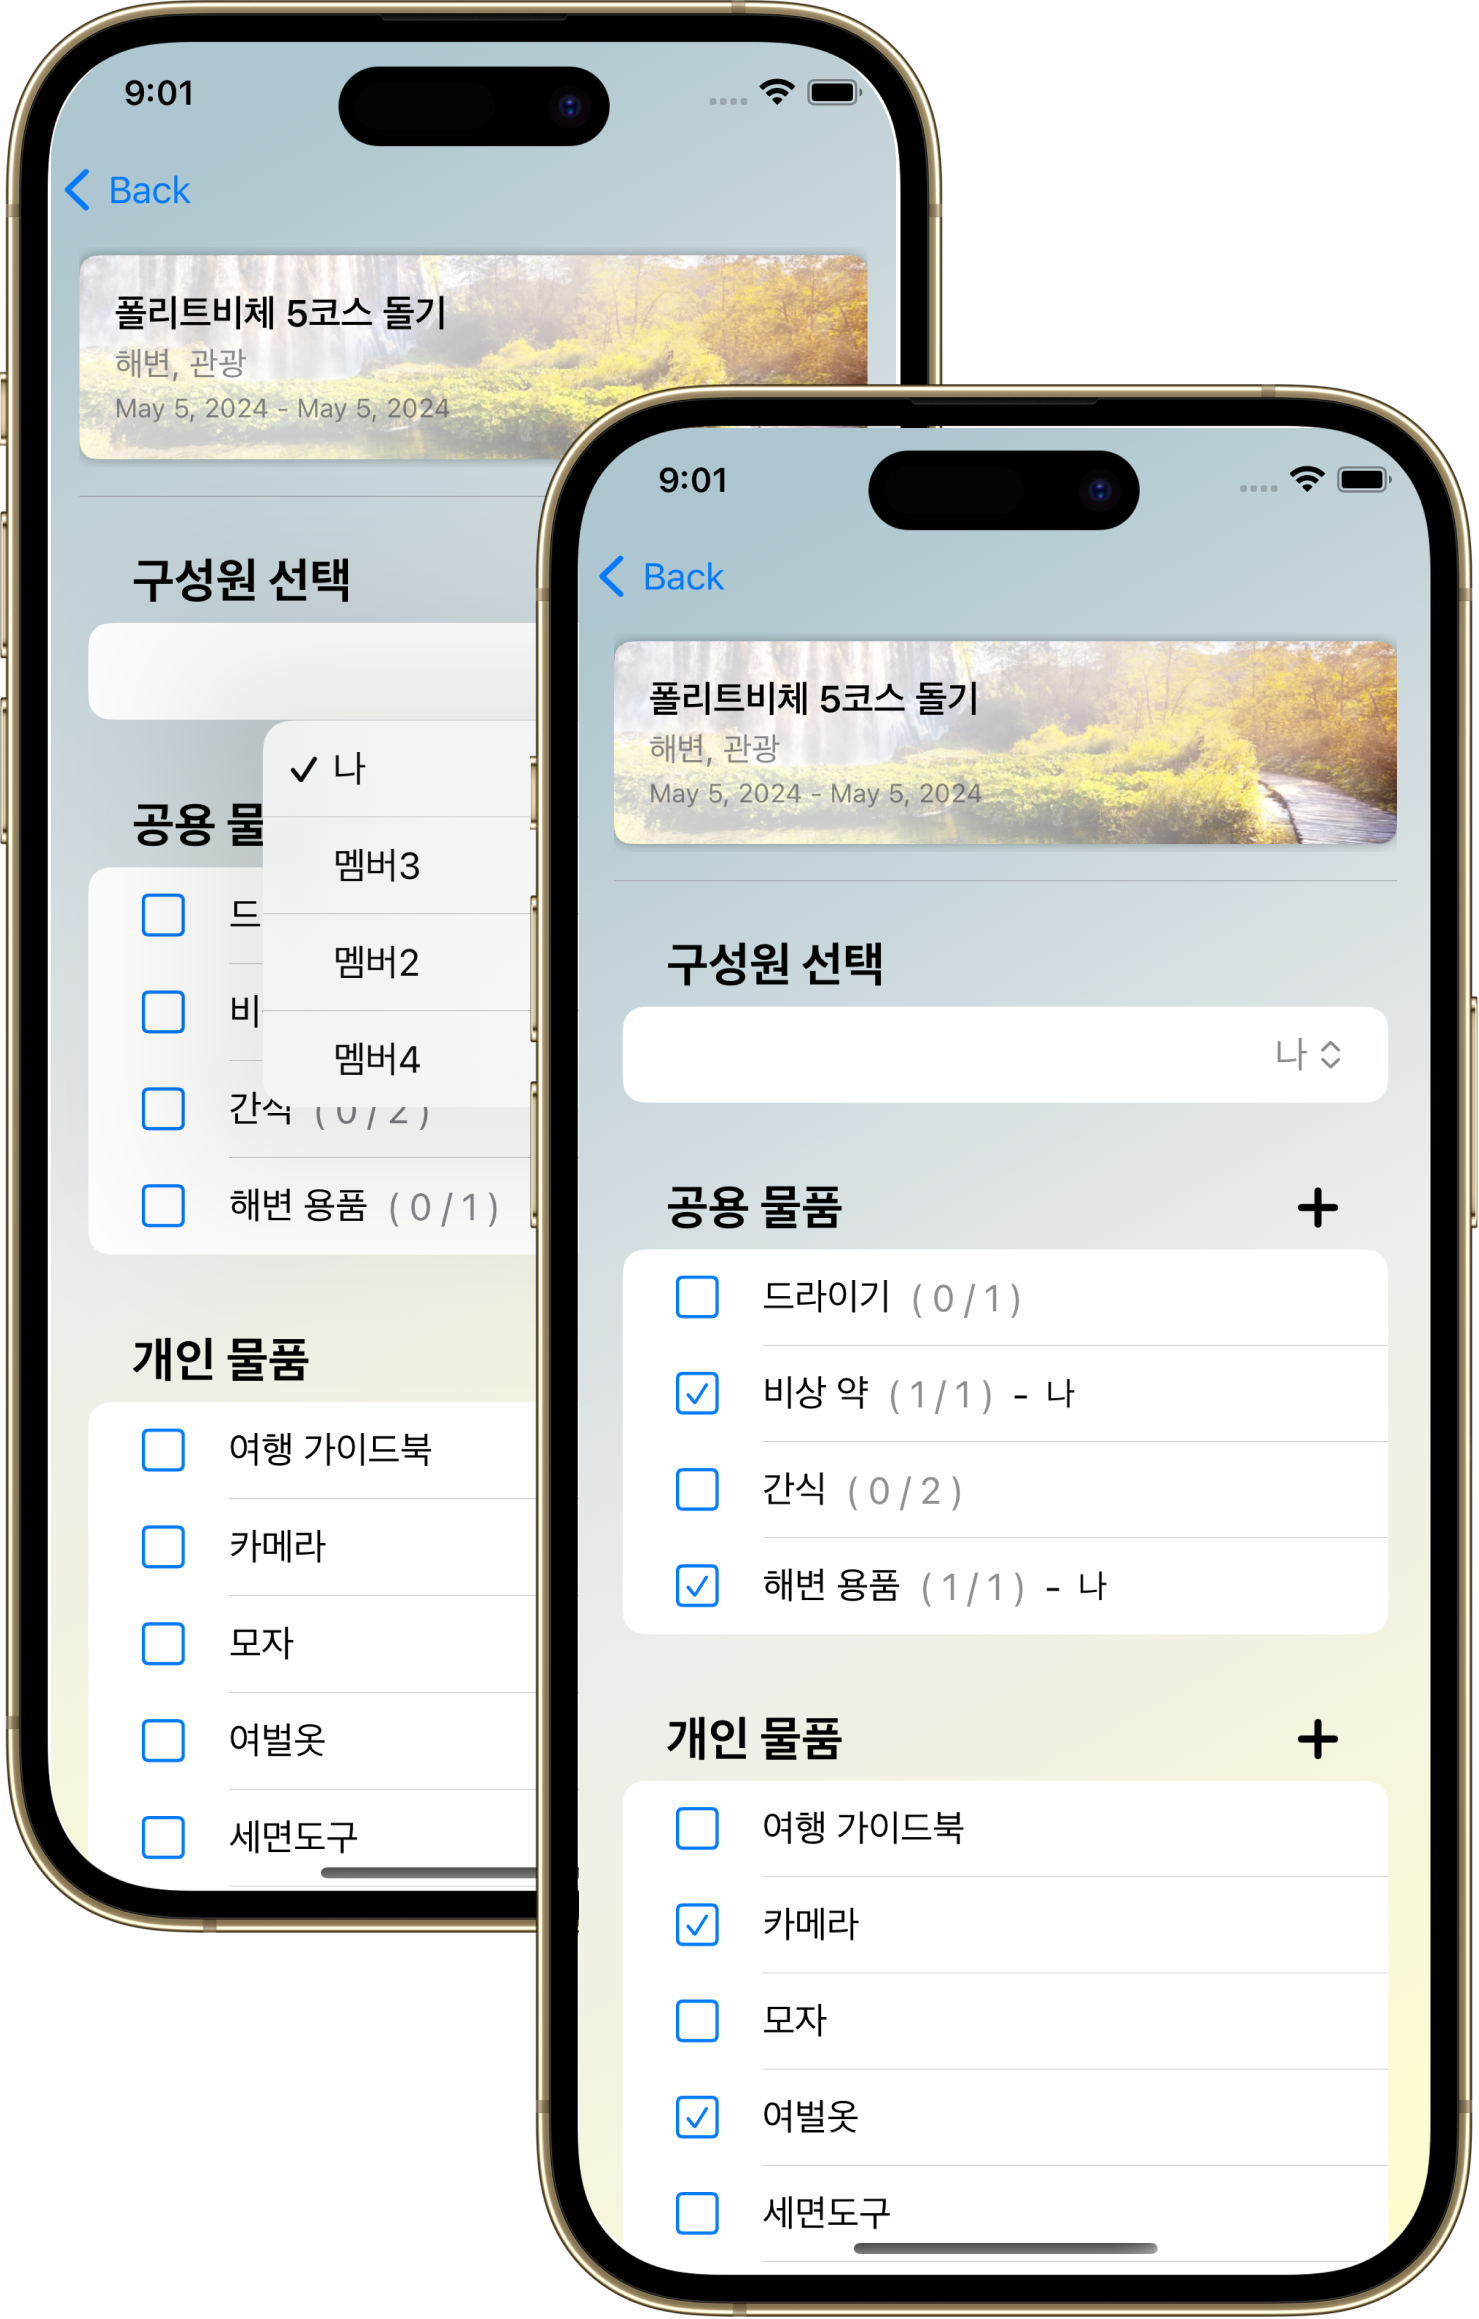 9:01
Back
폴리트비체 5코스 돌기
해변, 관광
May 5, 2024 - May 5, 2024
구성원 선택
나
멤버3
멤버2
멤버4
공용 물
드
비
간식 ( 0 / 2 )
해변 용품 ( 0 / 1 )
개인 물품
여행 가이드북
카메라
모자
여벌옷
세면도구
9:01
Back
폴리트비체 5코스 돌기
해변, 관광
May 5, 2024 - May 5, 2024
구성원 선택
나
공용 물품 +
드라이기 ( 0 / 1 )
비상 약 ( 1 / 1 ) - 나
간식 ( 0 / 2 )
해변 용품 ( 1 / 1 ) - 나
개인 물품 +
여행 가이드북
카메라
모자
여벌옷
세면도구